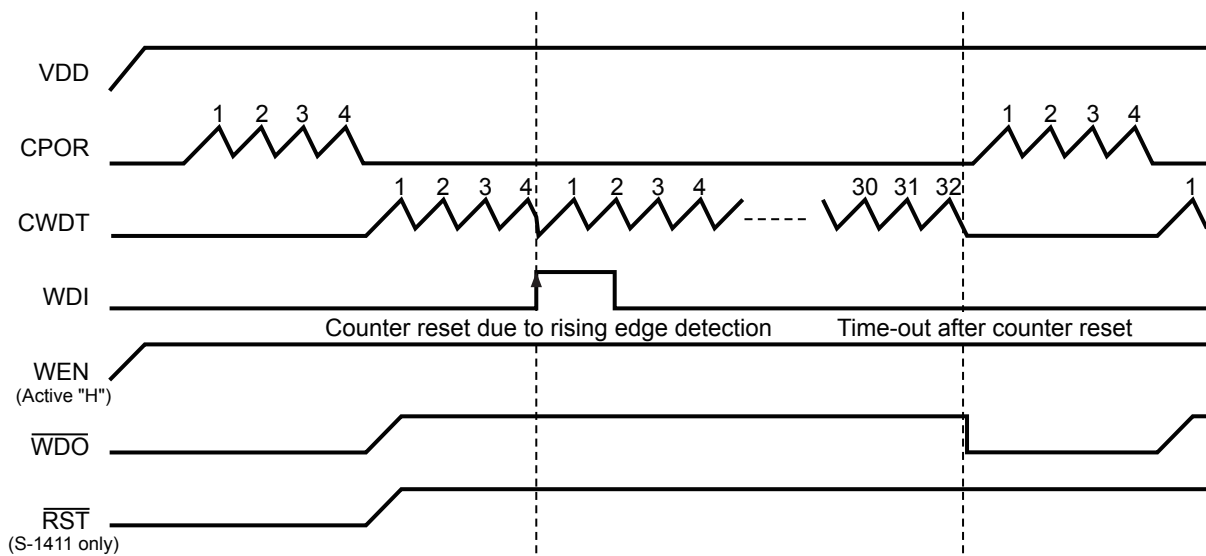 VDD
1 2 3 4 1 2 3 4
CPOR
1 2 3 4 1 2 3 4 30 31 32 1
CWDT
WDI
Counter reset due to rising edge detection Time-out after counter reset
WEN
(Active "H")
WDO
RST
(S-1411 only)